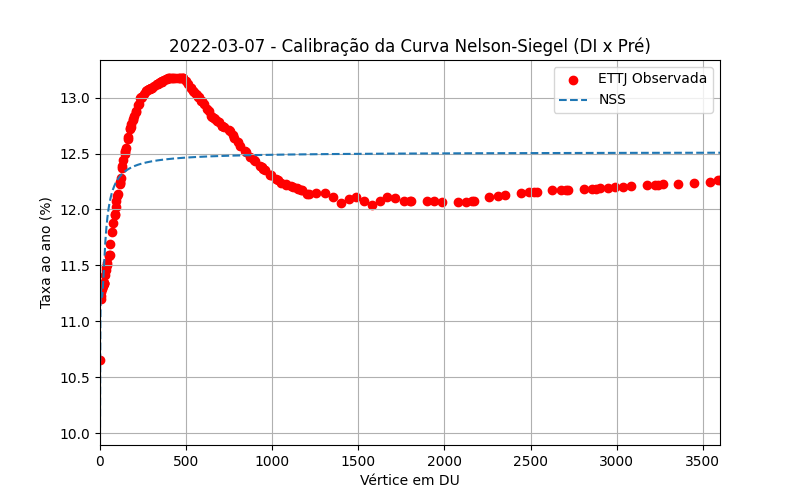 2022-03-07 - Calibração da Curva Nelson-Siegel (DI x Pré)
ETTJ Observada
NSS
Taxa ao ano (%)
13.0
12.5
12.0
11.5
11.0
10.5
10.0
0 500 1000 1500 2000 2500 3000 3500
Vértice em DU